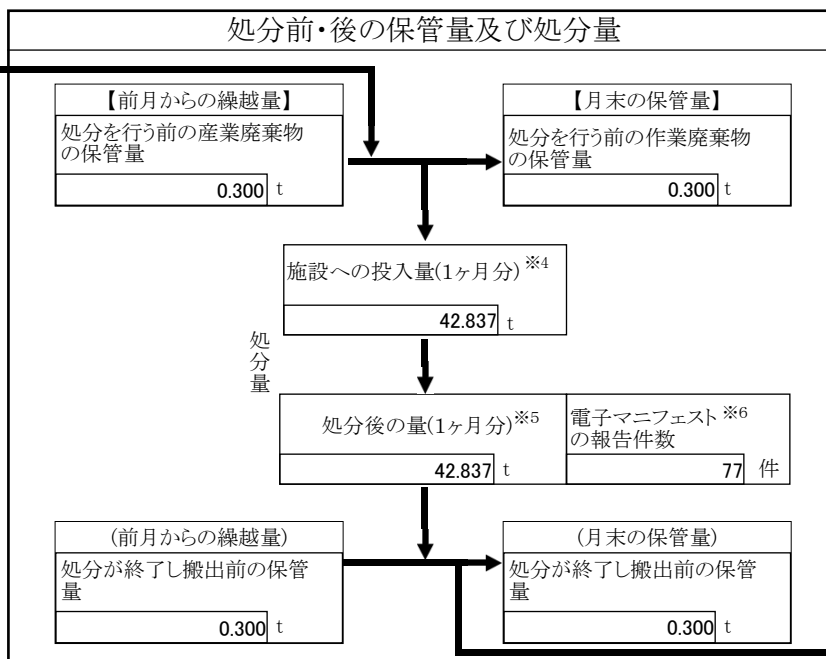 処分前・後の保管量及び処分量
【前月からの繰越量】
処分を行う前の産業廃棄物
の保管量
0.300 t
【月末の保管量】
処分を行う前の作業廃棄物
の保管量
0.300 t
施設への投入量(1ヶ月分)※4
42.837 t
処分量
処分後の量(1ヶ月分)※5
42.837 t
電子マニフェスト※6
の報告件数
77 件
(前月からの繰越量)
処分が終了し搬出前の保管
量
0.300 t
(月末の保管量)
処分が終了し搬出前の保管
量
0.300 t